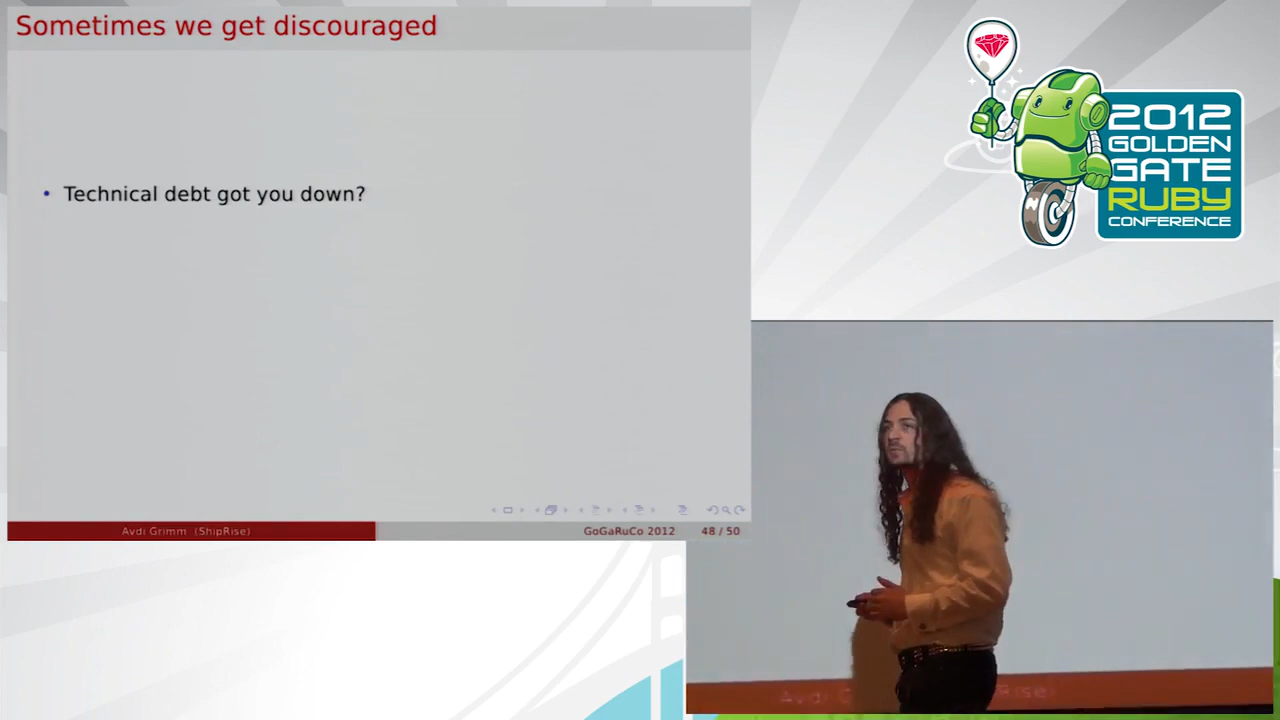 Sometimes we get discouraged
• Technical debt got you down?
Avdi Grimm (ShipRise)
GoGaRuCo 2012 48 / 50
2012
GOLDEN
GATE
RUBY
CONFERENCE